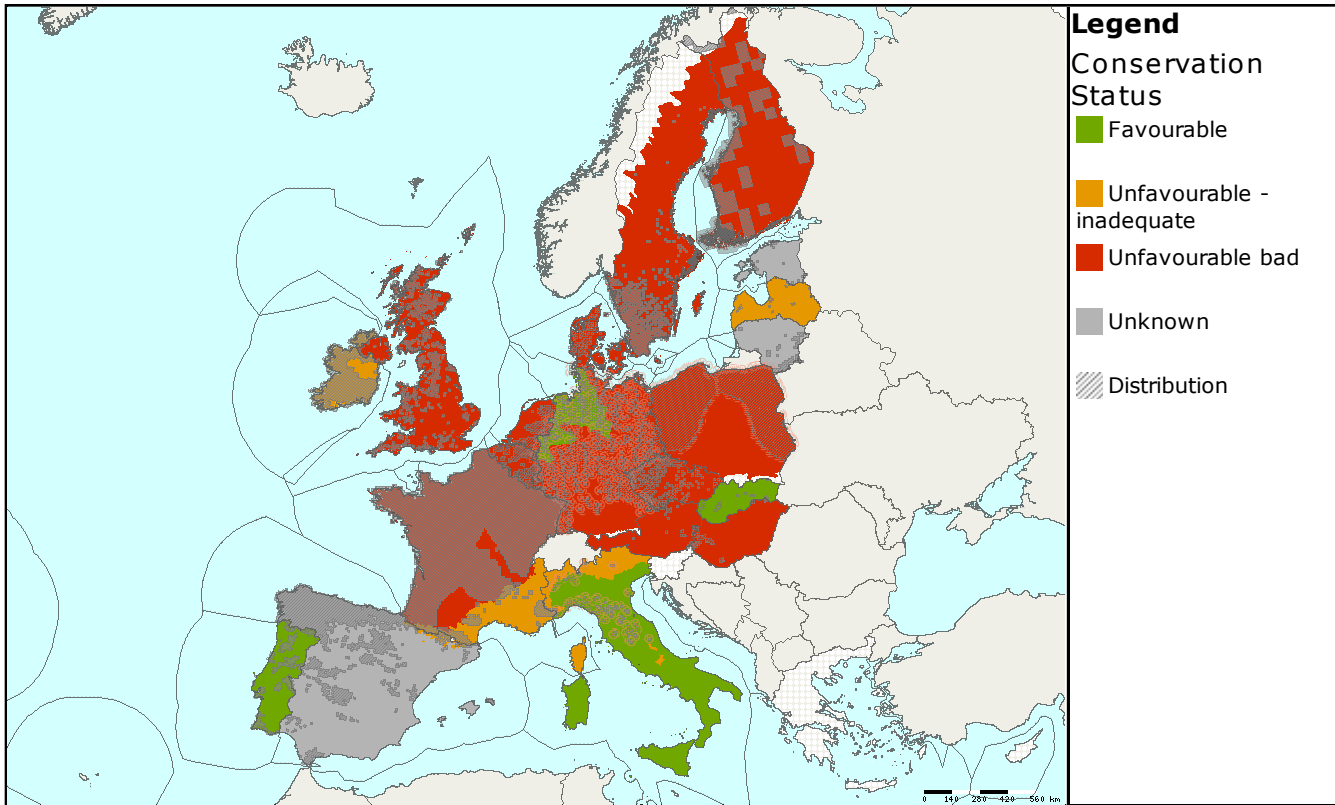 Legend
Conservation
Status
Favourable
Unfavourable -
inadequate
Unfavourable bad
Unknown
Distribution
0 140 280 420 560 km